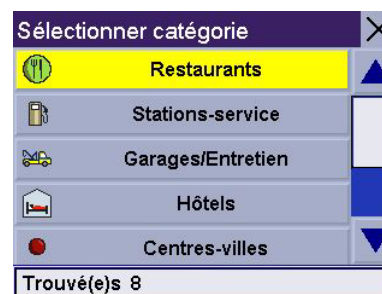 Sélectionner catégorie
Restaurants
Stations-service
Garages/Entretien
Hôtels
Centres-villes
Trouvé(e)s 8